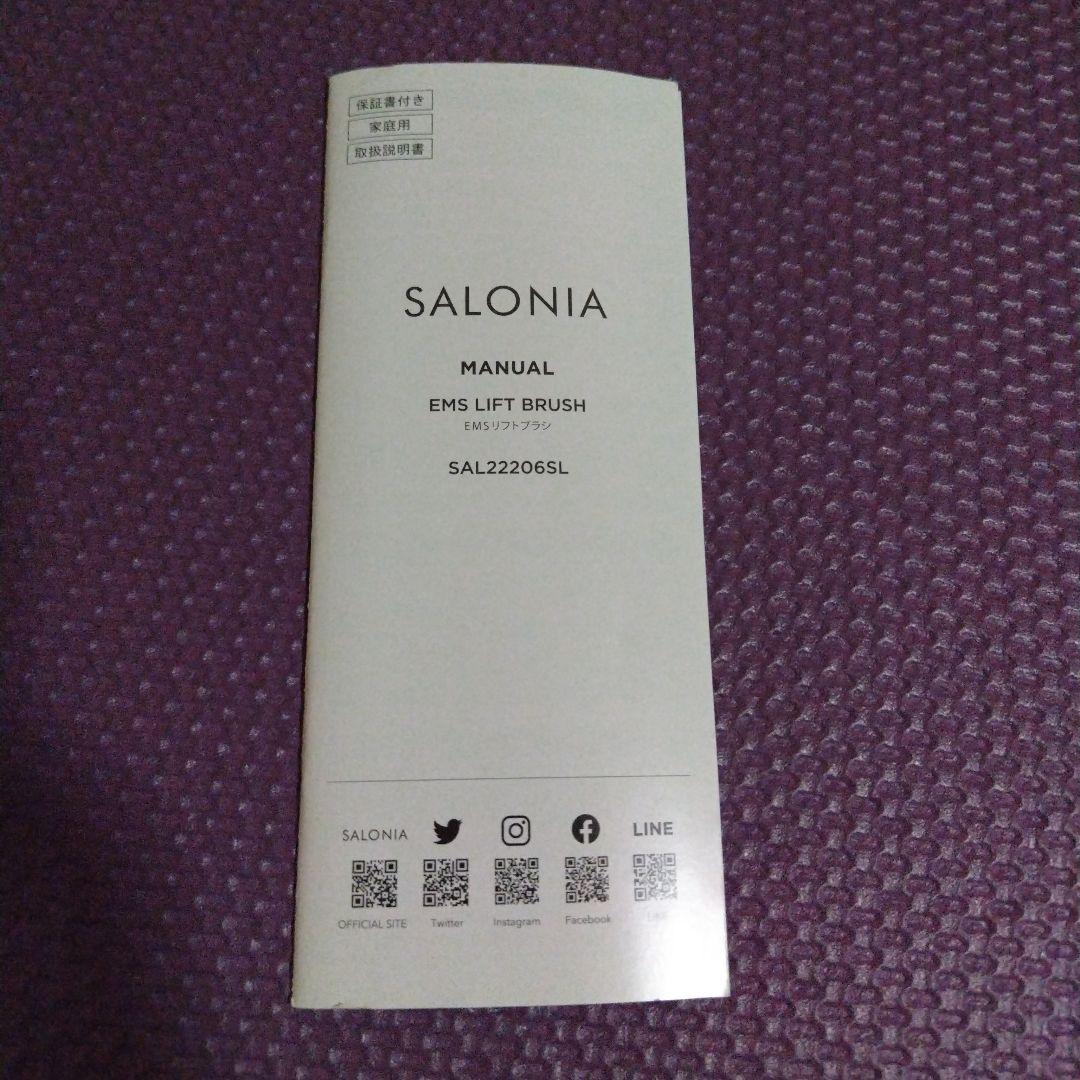 保証書付き
家庭用
取扱説明書
SALONIA
MANUAL
EMS LIFT BRUSH
EMSリフトブラシ
SAL22206SL
SALONIA
LINE
OFFICIAL SITE
Twitter
Instagram
Facebook